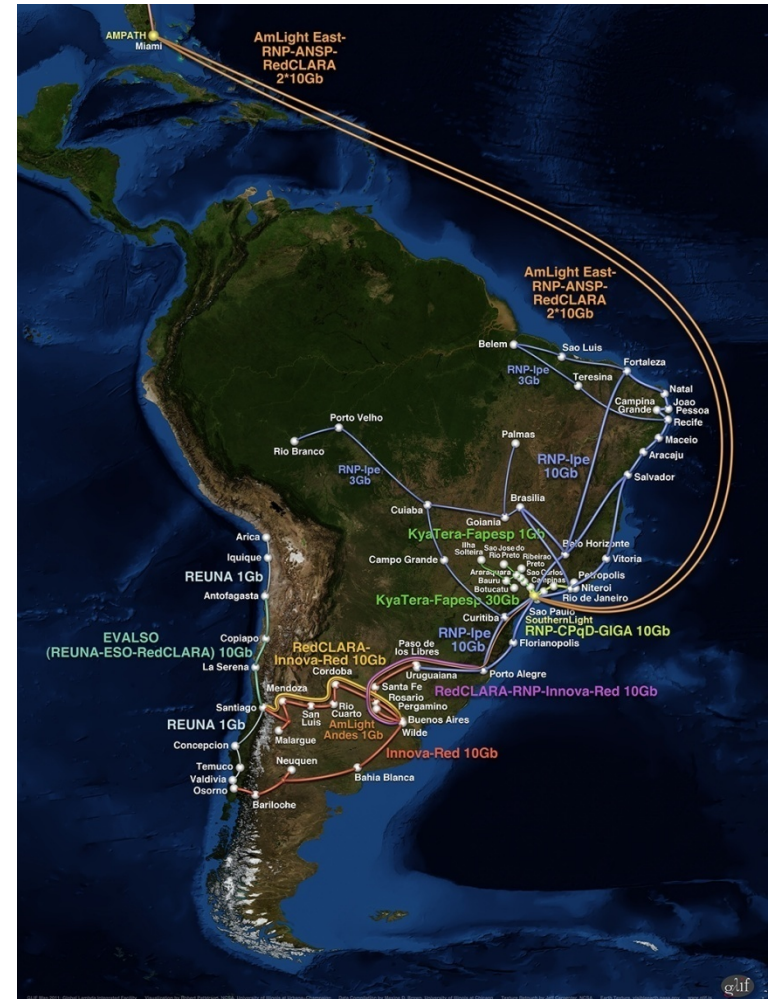 AMPATH
Miami
AmLight East-
RNP-ANSP-
RedCLARA
2*10Gb
AmLight East-
RNP-ANSP-
RedCLARA
2*10Gb
Belem
Sao Luis
Fortaleza
RNP-Ipe
3Gb
Teresina
Natal
Campina
Grande
Joao
Pessoa
Recife
Porto Velho
Rio Branco
Palmas
Maceio
Aracaju
RNP-Ipe
3Gb
RNP-Ipe
10Gb
Salvador
Brasilia
Cuiaba
Goiania
KyaTera-Fapesp 1Gb
Arica
Belo Horizonte
Ilha
Solteira
Sao Jose do
Rio Preto
Ribeirao
Preto
Iquique
Campo Grande
Vitoria
REUNA 1Gb
Araraquara
Sao Carlos
Bauru
Campinas
Petropolis
Botucatu
Niteroi
Antofagasta
KyaTera-Fapesp 30Gb
Rio de Janeiro
Sao Paulo
SouthernLight
RNP-CPqD-GIGA 10Gb
Curitiba
EVALSO
(REUNA-ESO-RedCLARA) 10Gb
Copiapo
RNP-Ipe
10Gb
Florianopolis
RedCLARA-
Innova-Red 10Gb
Paso de
los Libres
La Serena
Cordoba
Uruguaiana
Porto Alegre
Mendoza
Santa Fe
RedCLARA-RNP-Innova-Red 10Gb
Rosario
Santiago
San
Luis
Rio
Cuarto
Pergamino
REUNA 1Gb
AmLight
Andes 1Gb
Buenos Aires
Wilde
Malargue
Concepcion
Innova-Red 10Gb
Temuco
Neuquen
Valdivia
Bahia Blanca
Osorno
Bariloche
glif